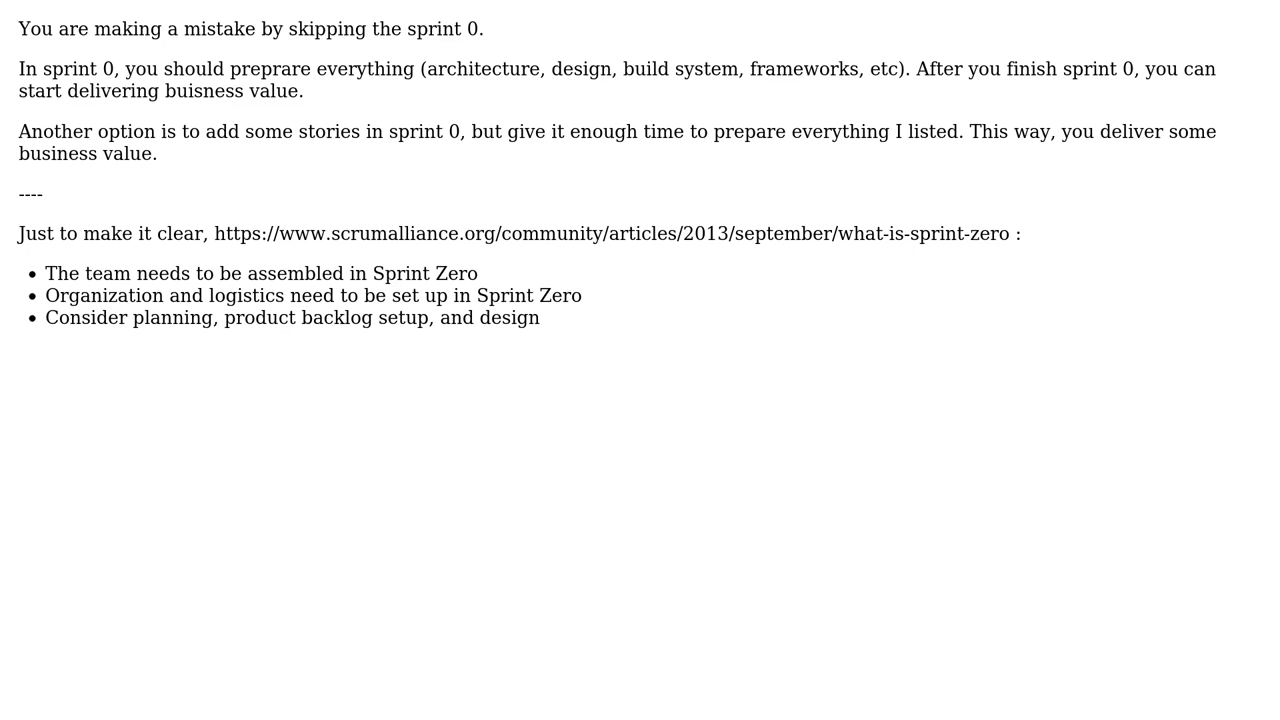 You are making a mistake by skipping the sprint 0.
In sprint 0, you should preprare everything (architecture, design, build system, frameworks, etc). After you finish sprint 0, you can
start delivering buisness value.
Another option is to add some stories in sprint 0, but give it enough time to prepare everything I listed. This way, you deliver some
business value.
----
Just to make it clear, https://www.scrumalliance.org/community/articles/2013/september/what-is-sprint-zero :
• The team needs to be assembled in Sprint Zero
• Organization and logistics need to be set up in Sprint Zero
• Consider planning, product backlog setup, and design